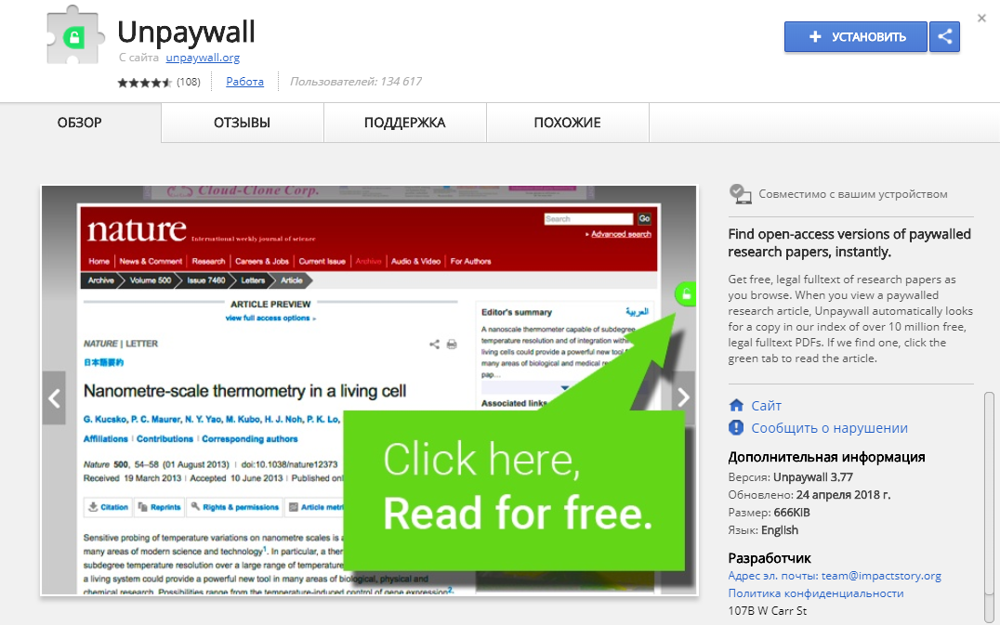 Unpaywall
С сайта unpaywall.org
(108) Работа Пользователей: 134 617
УСТАНОВИТЬ
ОБЗОР ОТЗЫВЫ ПОДДЕРЖКА ПОХОЖИЕ
Cloud-Clone Corp.
nature International weekly journal of science
Search Go
Advanced search
Home News & Comment Research Careers & Jobs Current Issue Archive Audio & Video For Authors
Archive Volume 500 Issue 7460 Letters Article
ARTICLE PREVIEW
view full access options
NATURE | LETTER
日本語要約
Nanometre-scale thermometry in a living cell
G. Kucsko, P. C. Maurer, N. Y. Yao, M. Kubo, H. J. Noh, P. K. Lo,
Affiliations | Contributions | Corresponding authors
Nature 500, 54–58 (01 August 2013) | doi:10.1038/nature12373
Received 19 March 2013 | Accepted 10 June 2013 | Published onl
Citation Reprints Rights & permissions Article metri
Sensitive probing of temperature variations on nanometre scales is a
many areas of modern science and technology1. In particular, a ther
subdegree temperature resolution over a large range of temperature
a living system could provide a powerful new tool in many areas of biological, physical and
chemical research. Possibilities range from the temperature-induced control of gene expression2.
Editor's summary العربية
A nanoscale thermometer capable of subdegree
temperature resolution and of integration within
living cells could provide a powerful new tool
many areas of biological and medical re
pap...
Associated links
Click here,
Read for free.
Совместимо с вашим устройством
Find open-access versions of paywalled
research papers, instantly.
Get free, legal fulltext of research papers as
you browse. When you view a paywalled
research article, Unpaywall automatically looks
for a copy in our index of over 10 million free,
legal fulltext PDFs. If we find one, click the
green tab to read the article.
Сайт
Сообщить о нарушении
Дополнительная информация
Версия: Unpaywall 3.77
Обновлено: 24 апреля 2018 г.
Размер: 666KiB
Язык: English
Разработчик
Адрес эл. почты: team@impactstory.org
Политика конфиденциальности
107B W Carr St